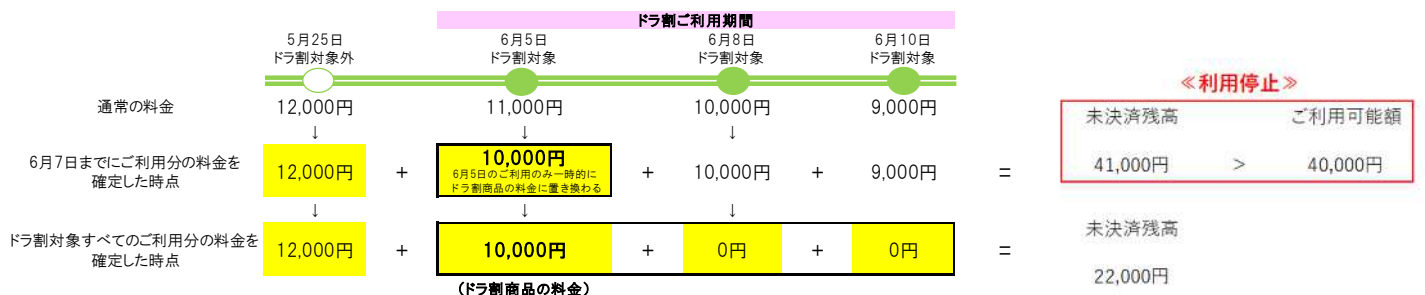 ドラ割ご利用期間
5月25日
ドラ割対象外
6月5日
ドラ割対象
6月8日
ドラ割対象
6月10日
ドラ割対象
≪利用停止≫
通常の料金
12,000円
11,000円
10,000円
9,000円
未決済残高
ご利用可能額
↓ ↓ ↓
6月7日までにご利用分の料金を
確定した時点
12,000円
+
10,000円
6月5日のご利用のみ一時的に
ドラ割商品の料金に置き換わる
+
10,000円
+
9,000円
=
41,000円 > 40,000円
↓ ↓ ↓
ドラ割対象すべてのご利用分の料金を
確定した時点
12,000円
+
10,000円
+
0円
+
0円
=
未決済残高
22,000円
(ドラ割商品の料金)